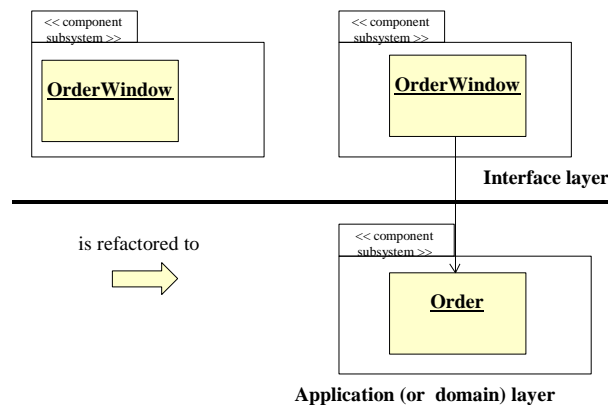 << component
subsystem >>
OrderWindow
<< component
subsystem >>
OrderWindow
Interface layer
is refactored to
<< component
subsystem >>
Order
Application (or domain) layer